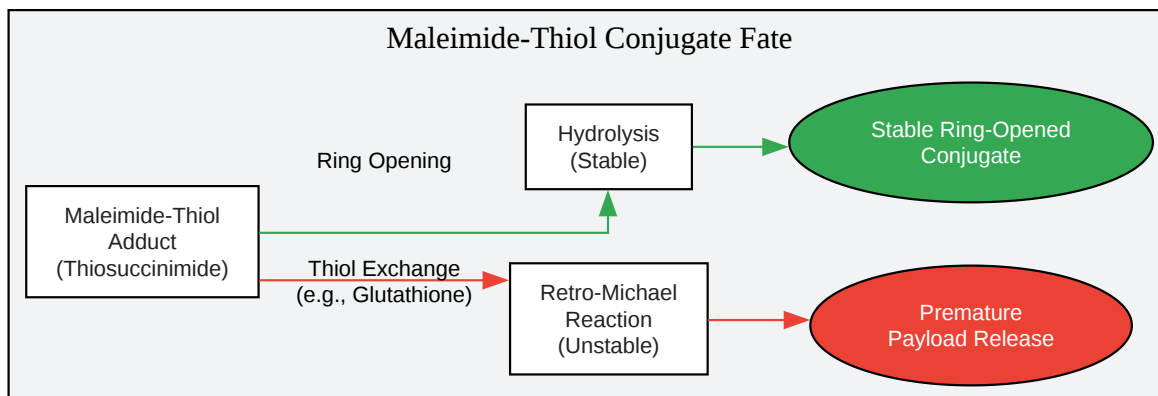 Maleimide-Thiol Conjugate Fate
Ring Opening
Hydrolysis
(Stable)
Stable Ring-Opened
Conjugate
Maleimide-Thiol
Adduct
(Thiosuccinimide)
Thiol Exchange
(e.g., Glutathione)
Retro-Michael
Reaction
(Unstable)
Premature
Payload Release